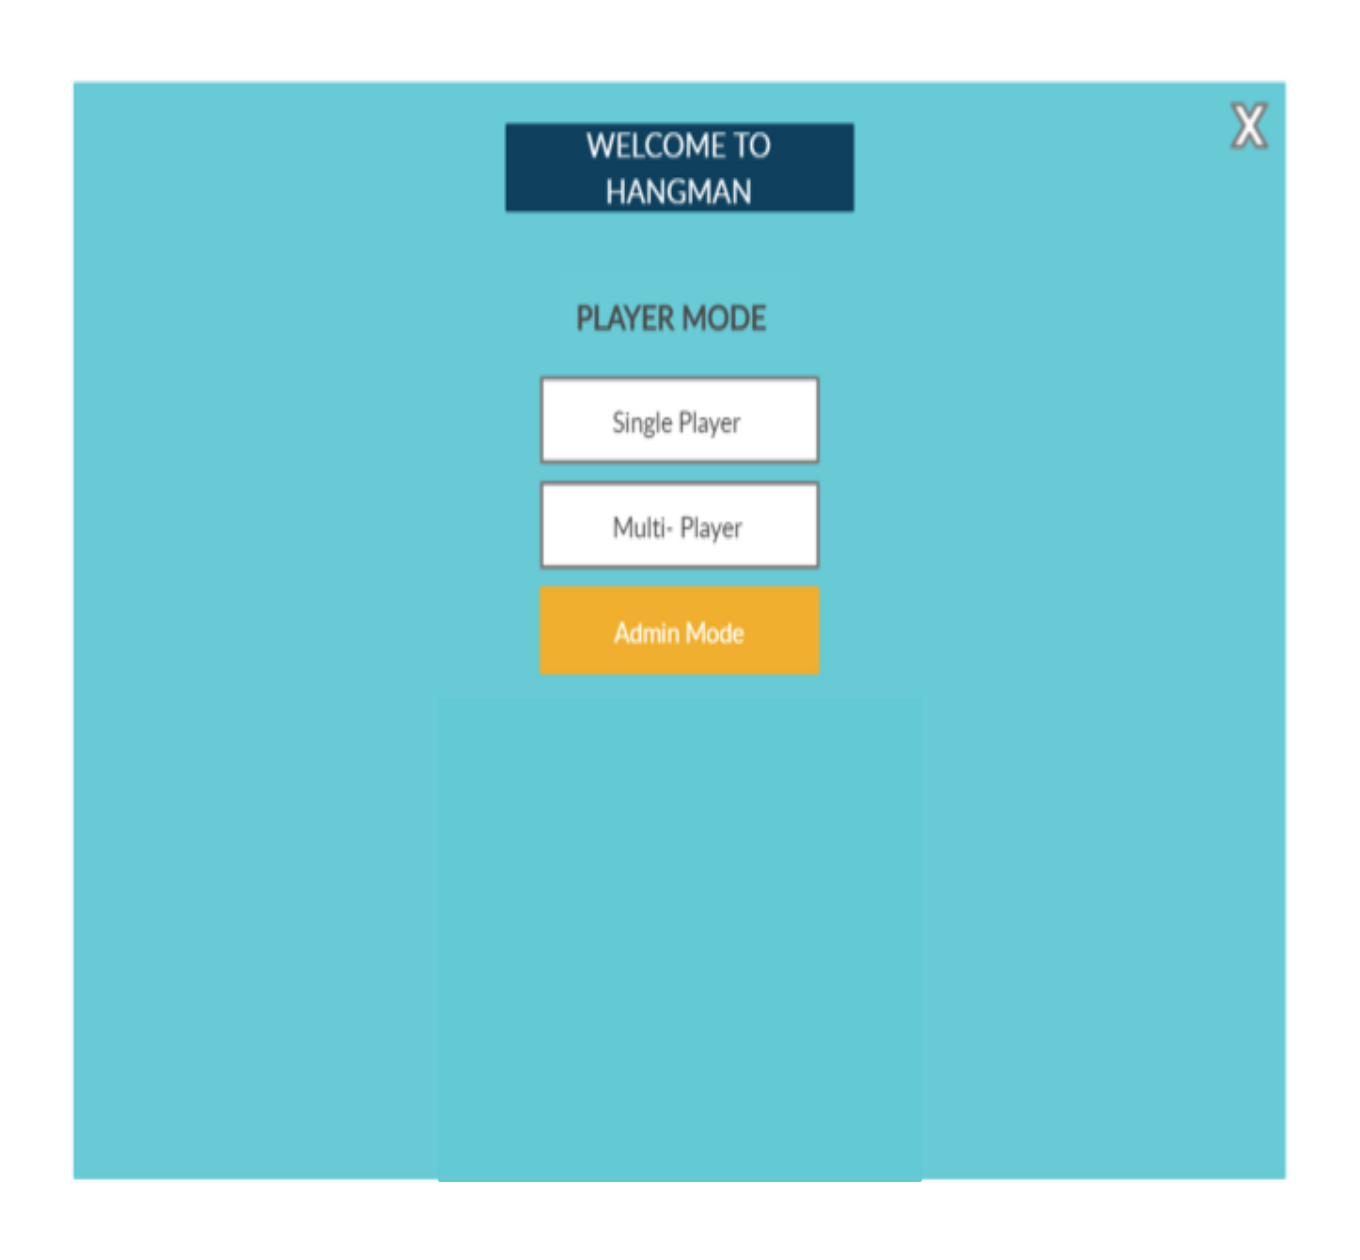 X
WELCOME TO
HANGMAN
PLAYER MODE
Single Player
Multi- Player
Admin Mode